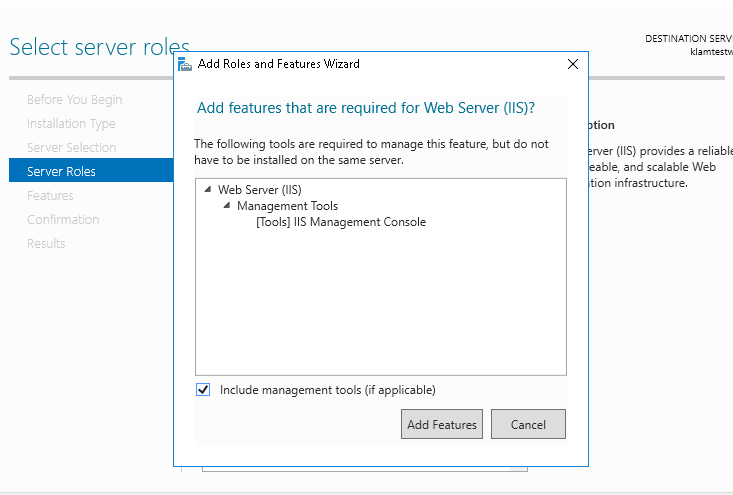 Select server roles
DESTINATION SERV
klamtestw
Add Roles and Features Wizard
Before You Begin
Installation Type
Server Selection
Server Roles
Features
Confirmation
Results
Add features that are required for Web Server (IIS)?
The following tools are required to manage this feature, but do not
have to be installed on the same server.
Web Server (IIS)
Management Tools
[Tools] IIS Management Console
Include management tools (if applicable)
Add Features
Cancel
ption
erver (IIS) provides a reliable
eable, and scalable Web
tion infrastructure.